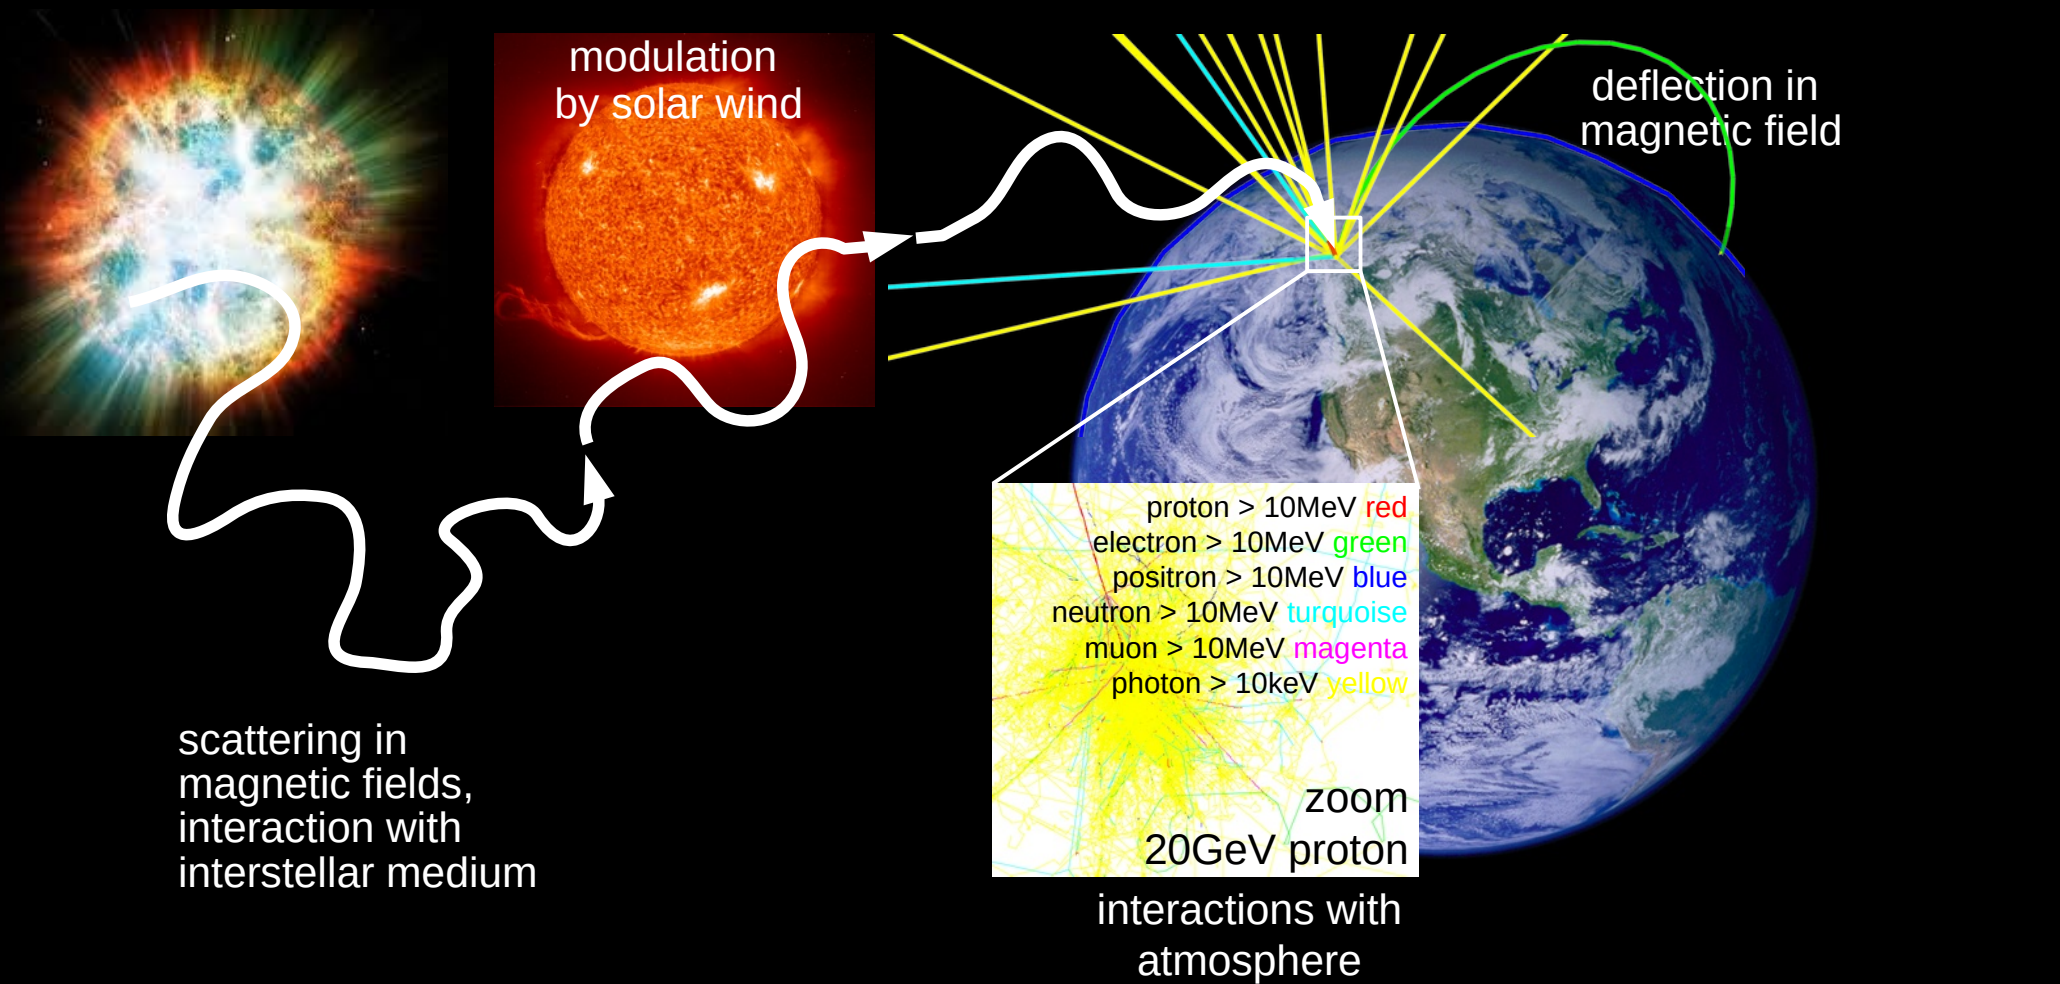 modulation
by solar wind
deflection in
magnetic field
proton > 10MeV red
electron > 10MeV green
positron > 10MeV blue
neutron > 10MeV turquoise
muon > 10MeV magenta
photon > 10keV yellow
zoom
20GeV proton
scattering in
magnetic fields,
interaction with
interstellar medium
interactions with
atmosphere